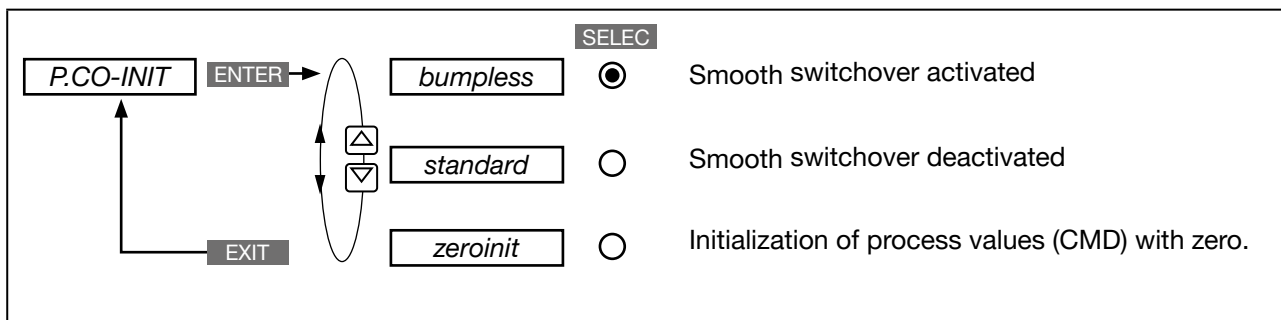 SELEC
P.CO-INIT ENTER bumpless Smooth switchover activated
standard Smooth switchover deactivated
EXIT zeroinit Initialization of process values (CMD) with zero.